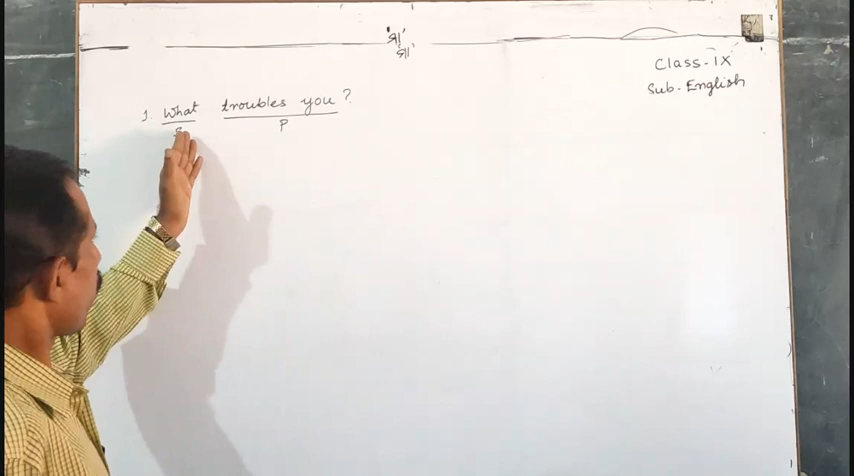 "श्री"
श्री'
Class-IX
Sub-English
1. What troubles you?
S P